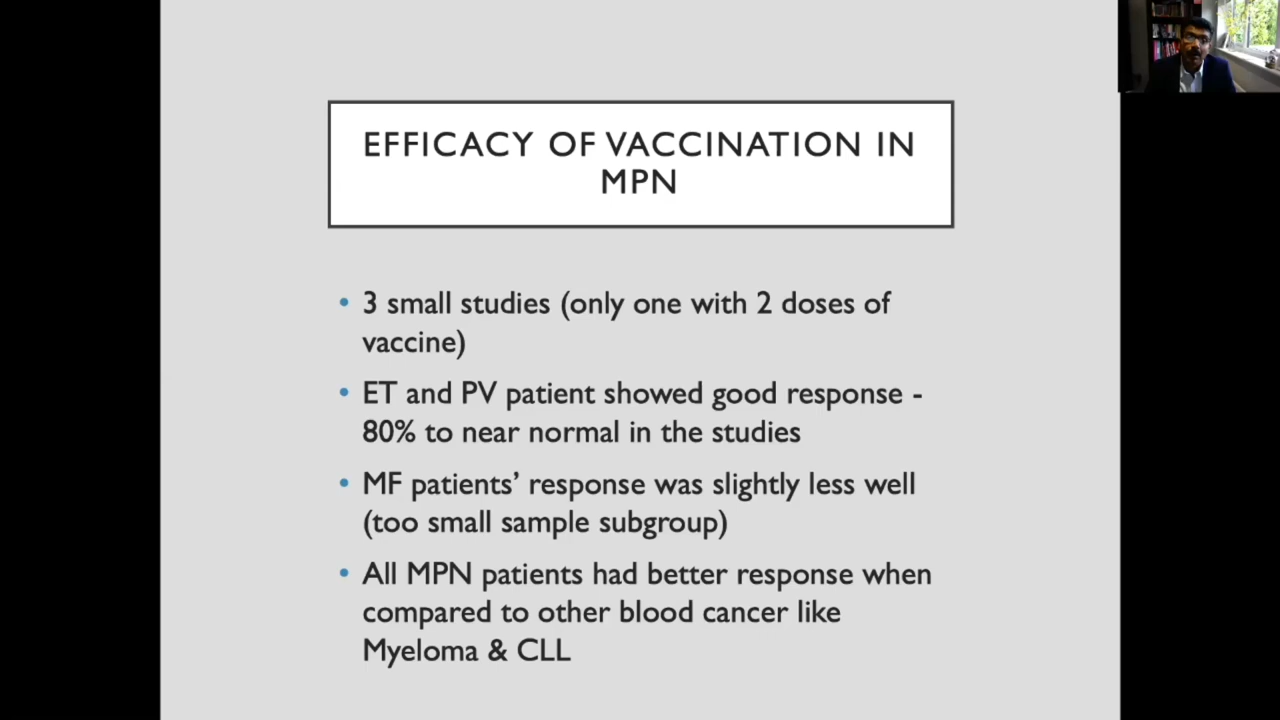 EFFICACY OF VACCINATION IN
MPN
• 3 small studies (only one with 2 doses of
vaccine)
• ET and PV patient showed good response -
80% to near normal in the studies
• MF patients’ response was slightly less well
(too small sample subgroup)
• All MPN patients had better response when
compared to other blood cancer like
Myeloma & CLL